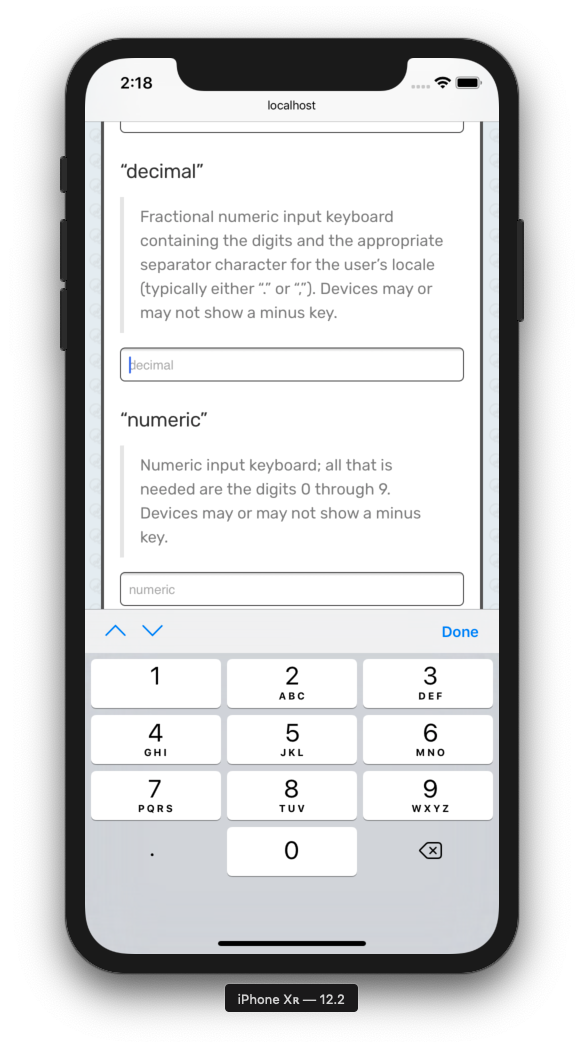 2:18
localhost
“decimal”
Fractional numeric input keyboard
containing the digits and the appropriate
separator character for the user’s locale
(typically either “.” or “,”). Devices may or
may not show a minus key.
decimal
“numeric”
Numeric input keyboard; all that is
needed are the digits 0 through 9.
Devices may or may not show a minus
key.
numeric
Done
1 2 3
ABC DEF
4 5 6
GHI JKL MNO
7 8 9
PQRS TUV WXYZ
. 0
iPhone Xʀ — 12.2